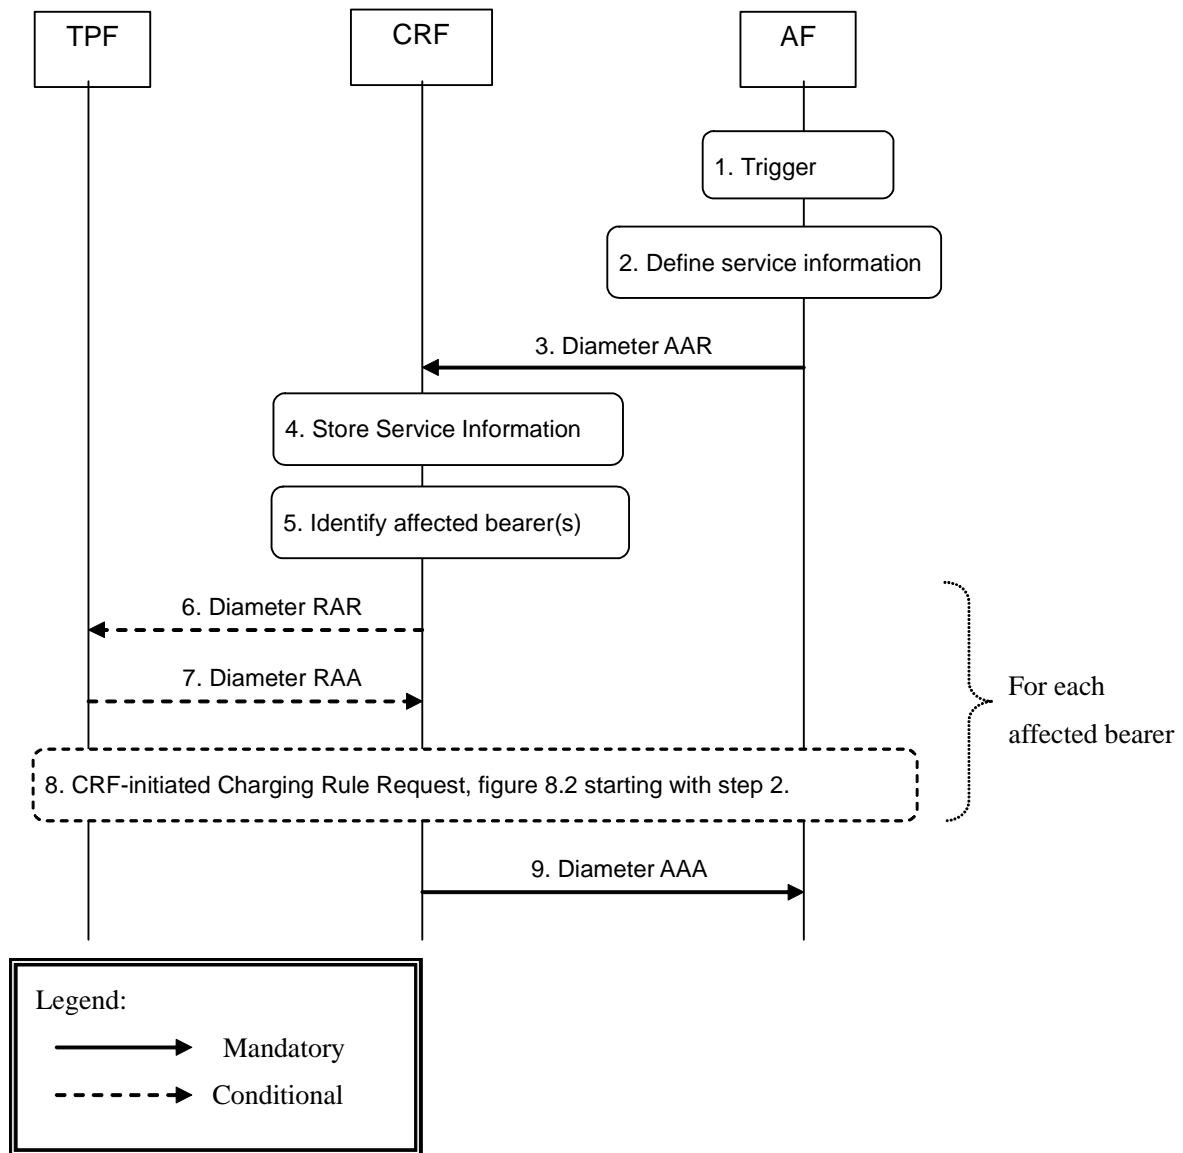 TPF
CRF
AF
1. Trigger
2. Define service information
3. Diameter AAR
4. Store Service Information
5. Identify affected bearer(s)
6. Diameter RAR
7. Diameter RAA
For each
affected bearer
8. CRF-initiated Charging Rule Request, figure 8.2 starting with step 2.
9. Diameter AAA
Legend:
Mandatory
Conditional